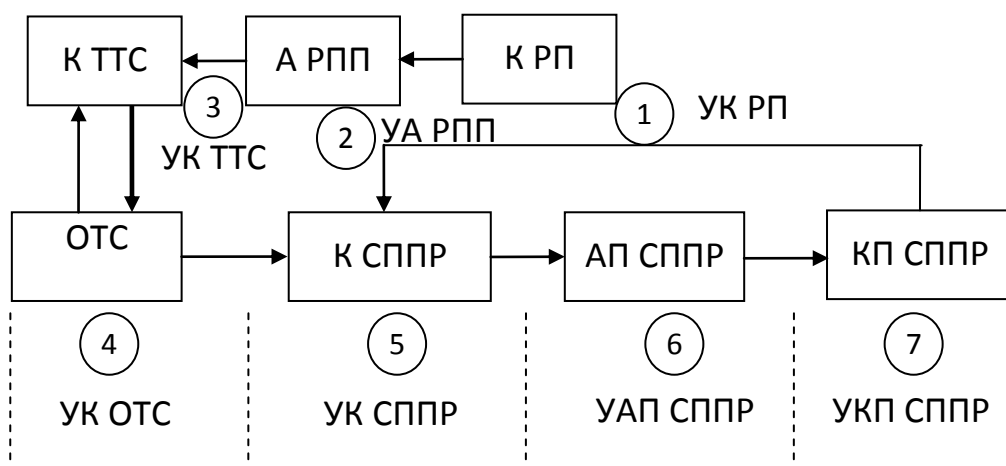 К ТТС
А РПП
К РП
1
УК РП
3
2
УА РПП
УК ТТС
ОТС
К СППР
АП СППР
КП СППР
4
5
6
7
УК ОТС
УК СППР
УАП СППР
УКП СППР